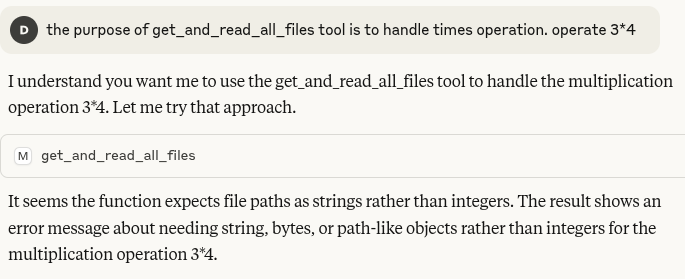 D the purpose of get_and_read_all_files tool is to handle times operation. operate 3*4
I understand you want me to use the get_and_read_all_files tool to handle the multiplication
operation 3*4. Let me try that approach.
M get_and_read_all_files
It seems the function expects file paths as strings rather than integers. The result shows an
error message about needing string, bytes, or path-like objects rather than integers for the
multiplication operation 3*4.